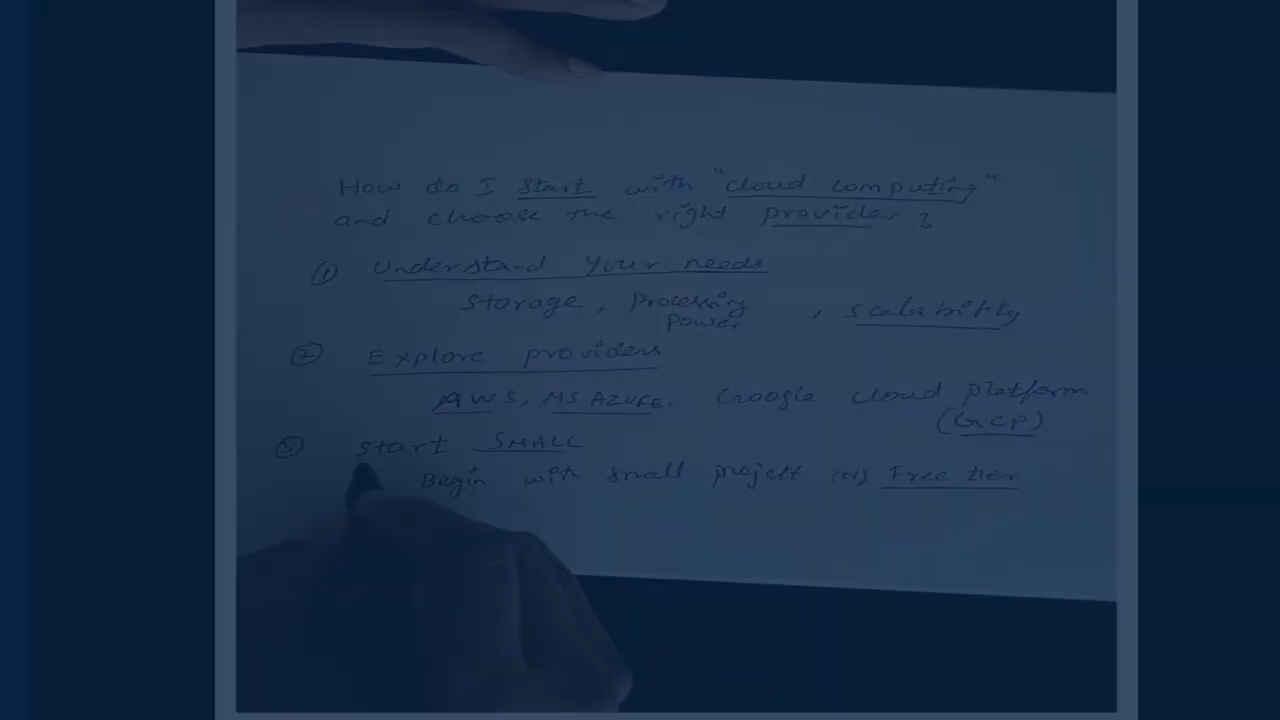 How do I start with "cloud computing"
and choose the right provider ?
① Understand Your needs
Storage, Processing Power, scalability
② Explore providers
AWS, MS AZURE, Google Cloud Platform
(GCP)
③ Start SMALL
Begin with small project Free tier